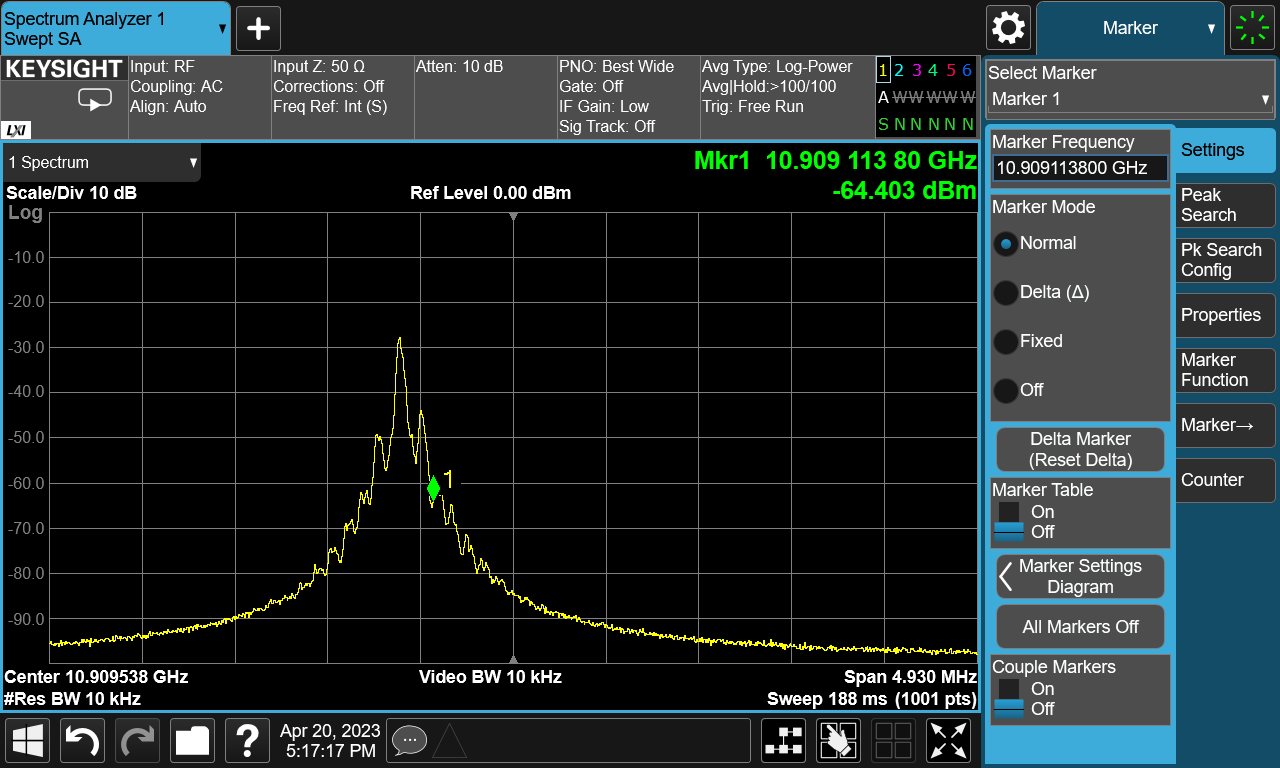 Spectrum Analyzer 1
Swept SA
Marker
KEYSIGHT
LXI
Input: RF
Coupling: AC
Align: Auto
Input Z: 50 Ω
Corrections: Off
Freq Ref: Int (S)
Atten: 10 dB
PNO: Best Wide
Gate: Off
IF Gain: Low
Sig Track: Off
Avg Type: Log-Power
Avg|Hold:>100/100
Trig: Free Run
1 2 3 4 5 6
A W W W W W
S N N N N N
1 Spectrum
Mkr1 10.909 113 80 GHz
-64.403 dBm
Scale/Div 10 dB
Ref Level 0.00 dBm
Log
-10.0
-20.0
-30.0
-40.0
-50.0
-60.0
-70.0
-80.0
-90.0
1
Center 10.909538 GHz
Video BW 10 kHz
Span 4.930 MHz
#Res BW 10 kHz
Sweep 188 ms (1001 pts)
Select Marker
Marker 1
Marker Frequency
10.909113800 GHz
Marker Mode
Normal
Delta (Δ)
Fixed
Off
Delta Marker
(Reset Delta)
Marker Table
On
Off
Marker Settings
Diagram
All Markers Off
Couple Markers
On
Off
Settings
Peak
Search
Pk Search
Config
Properties
Marker
Function
Marker→
Counter
?
Apr 20, 2023
5:17:17 PM